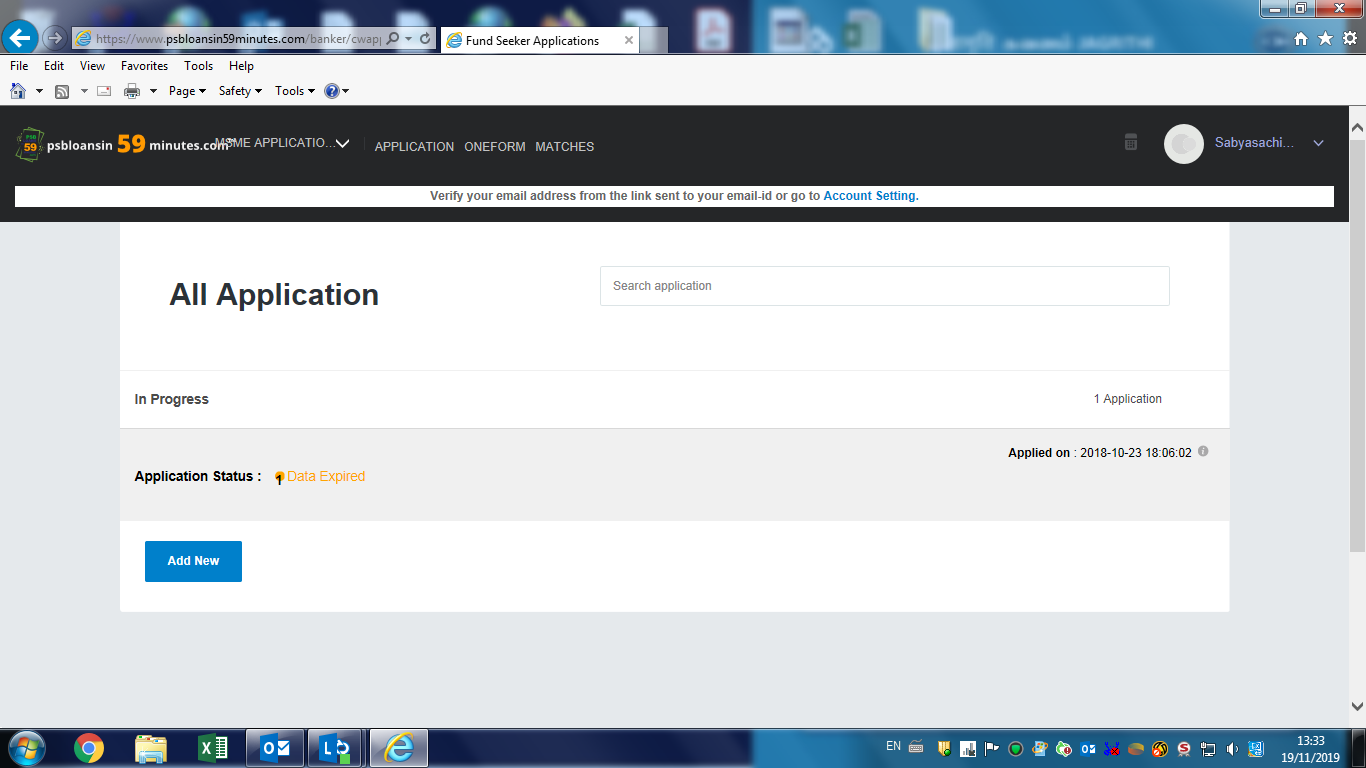 https://www.psbloansin59minutes.com/banker/cwap
Fund Seeker Applications
File Edit View Favorites Tools Help
Page Safety Tools
PSB 59 psbloansin 59 minutes.com™
MSME APPLICATIO...
APPLICATION ONEFORM MATCHES
Sabyasachi...
Verify your email address from the link sent to your email-id or go to Account Setting.
All Application
Search application
In Progress
1 Application
Applied on : 2018-10-23 18:06:02
Application Status : 1 Data Expired
Add New
EN
13:33
19/11/2019